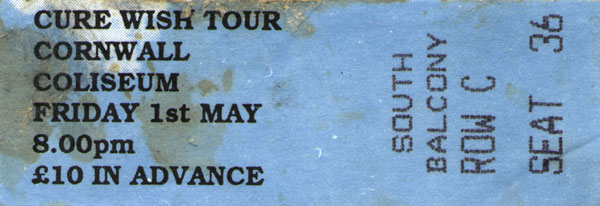 CURE WISH TOUR
CORNWALL
COLISEUM
FRIDAY 1st MAY
8.00pm
£10 IN ADVANCE
SOUTH
BALCONY
ROW C
SEAT 36